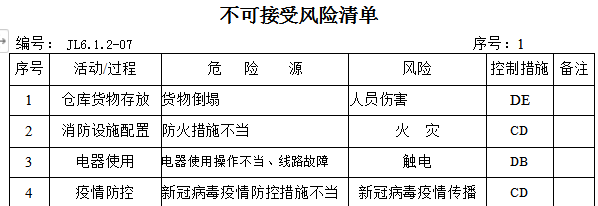 不可接受风险清单
编号： JL6.1.2-07 序号：1
序号 活动/过程 危 险 源 风险 控制措施 备注
1 仓库货物存放 货物倒塌 人员伤害 DE
2 消防设施配置 防火措施不当 火 灾 CD
3 电器使用 电器使用操作不当、线路故障 触电 DB
4 疫情防控 新冠病毒疫情防控措施不当 新冠病毒疫情传播 CD